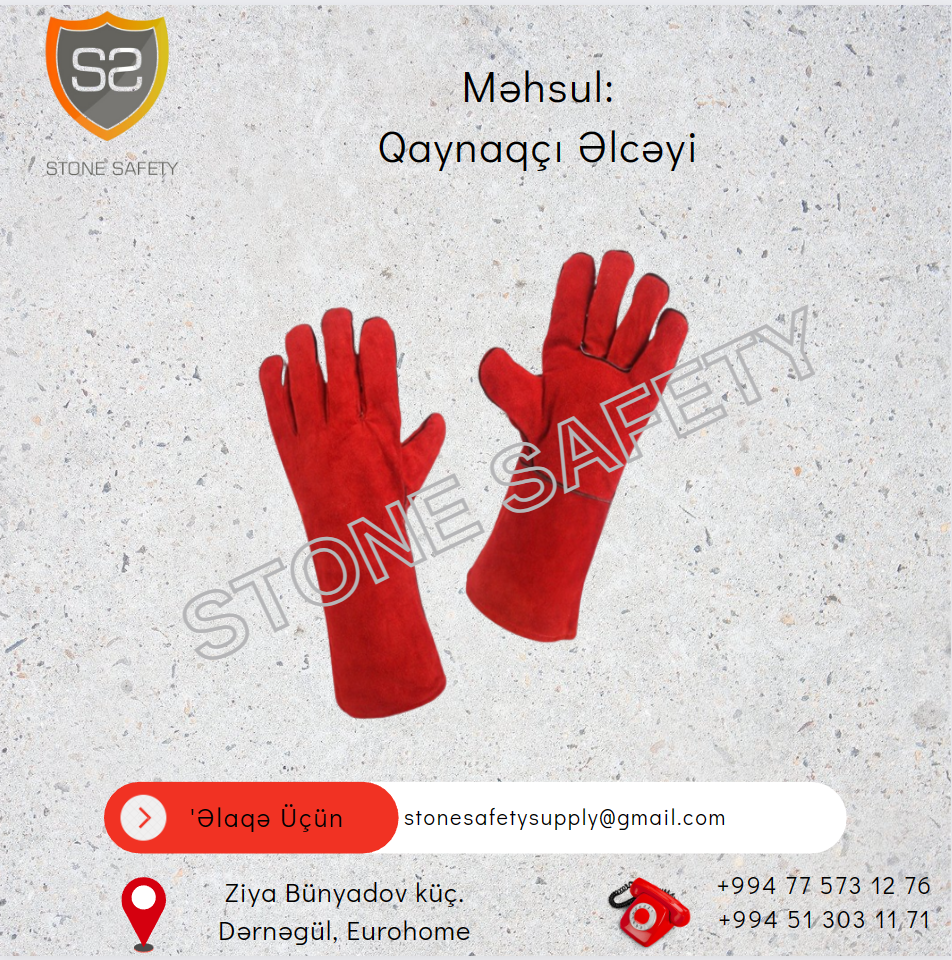 SS
STONE SAFETY
Məhsul:
Qaynaqçı Əlcəyi
STONE SAFETY
'Əlaqə Üçün
stonesafetysupply@gmail.com
Ziya Bünyadov küç.
Dərnəgül, Eurohome
+994 77 573 12 76
+994 51 303 11 71